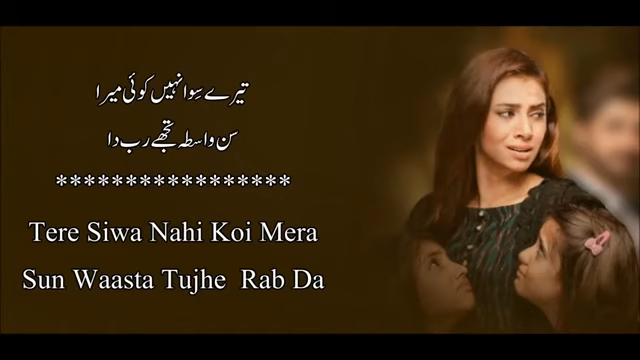 تیرے سِوا نہیں کوئی میرا
سن واسطہ تجھے رب دا
*****************
Tere Siwa Nahi Koi Mera
Sun Waasta Tujhe Rab Da